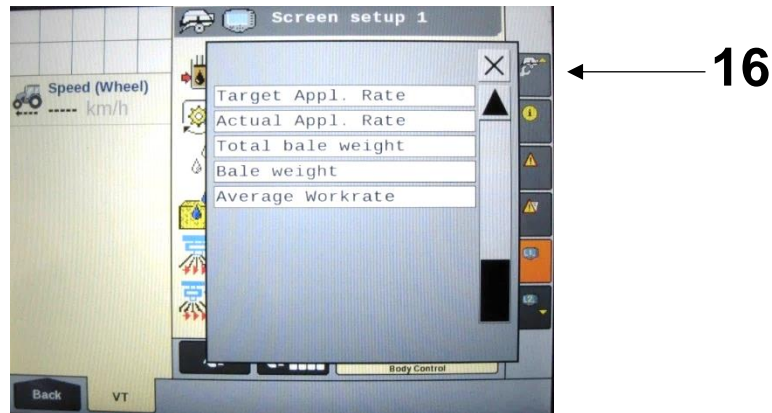 Screen setup 1
Speed (Wheel)
----- km/h
Target Appl. Rate
Actual Appl. Rate
Total bale weight
Bale weight
Average Workrate
Body Control
Back
VT
16